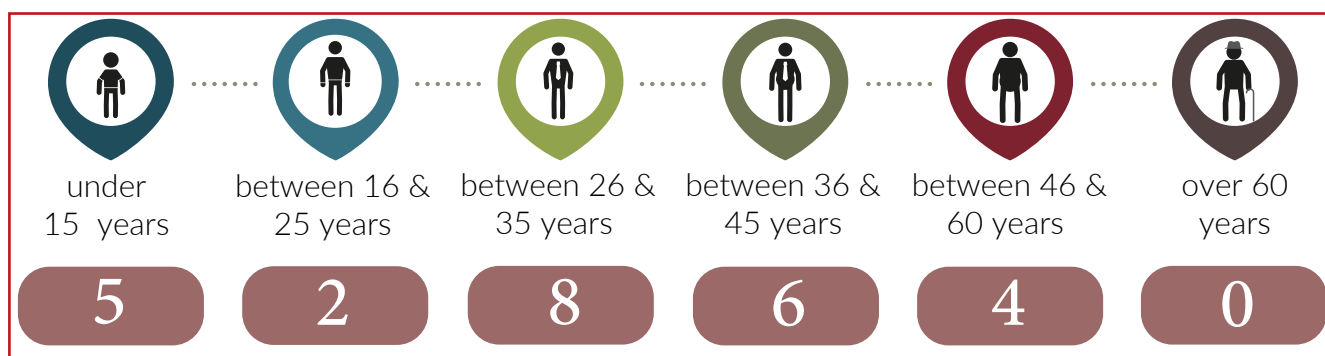 under
15 years
between 16 &
25 years
between 26 &
35 years
between 36 &
45 years
between 46 &
60 years
over 60
years
5
2
8
6
4
0